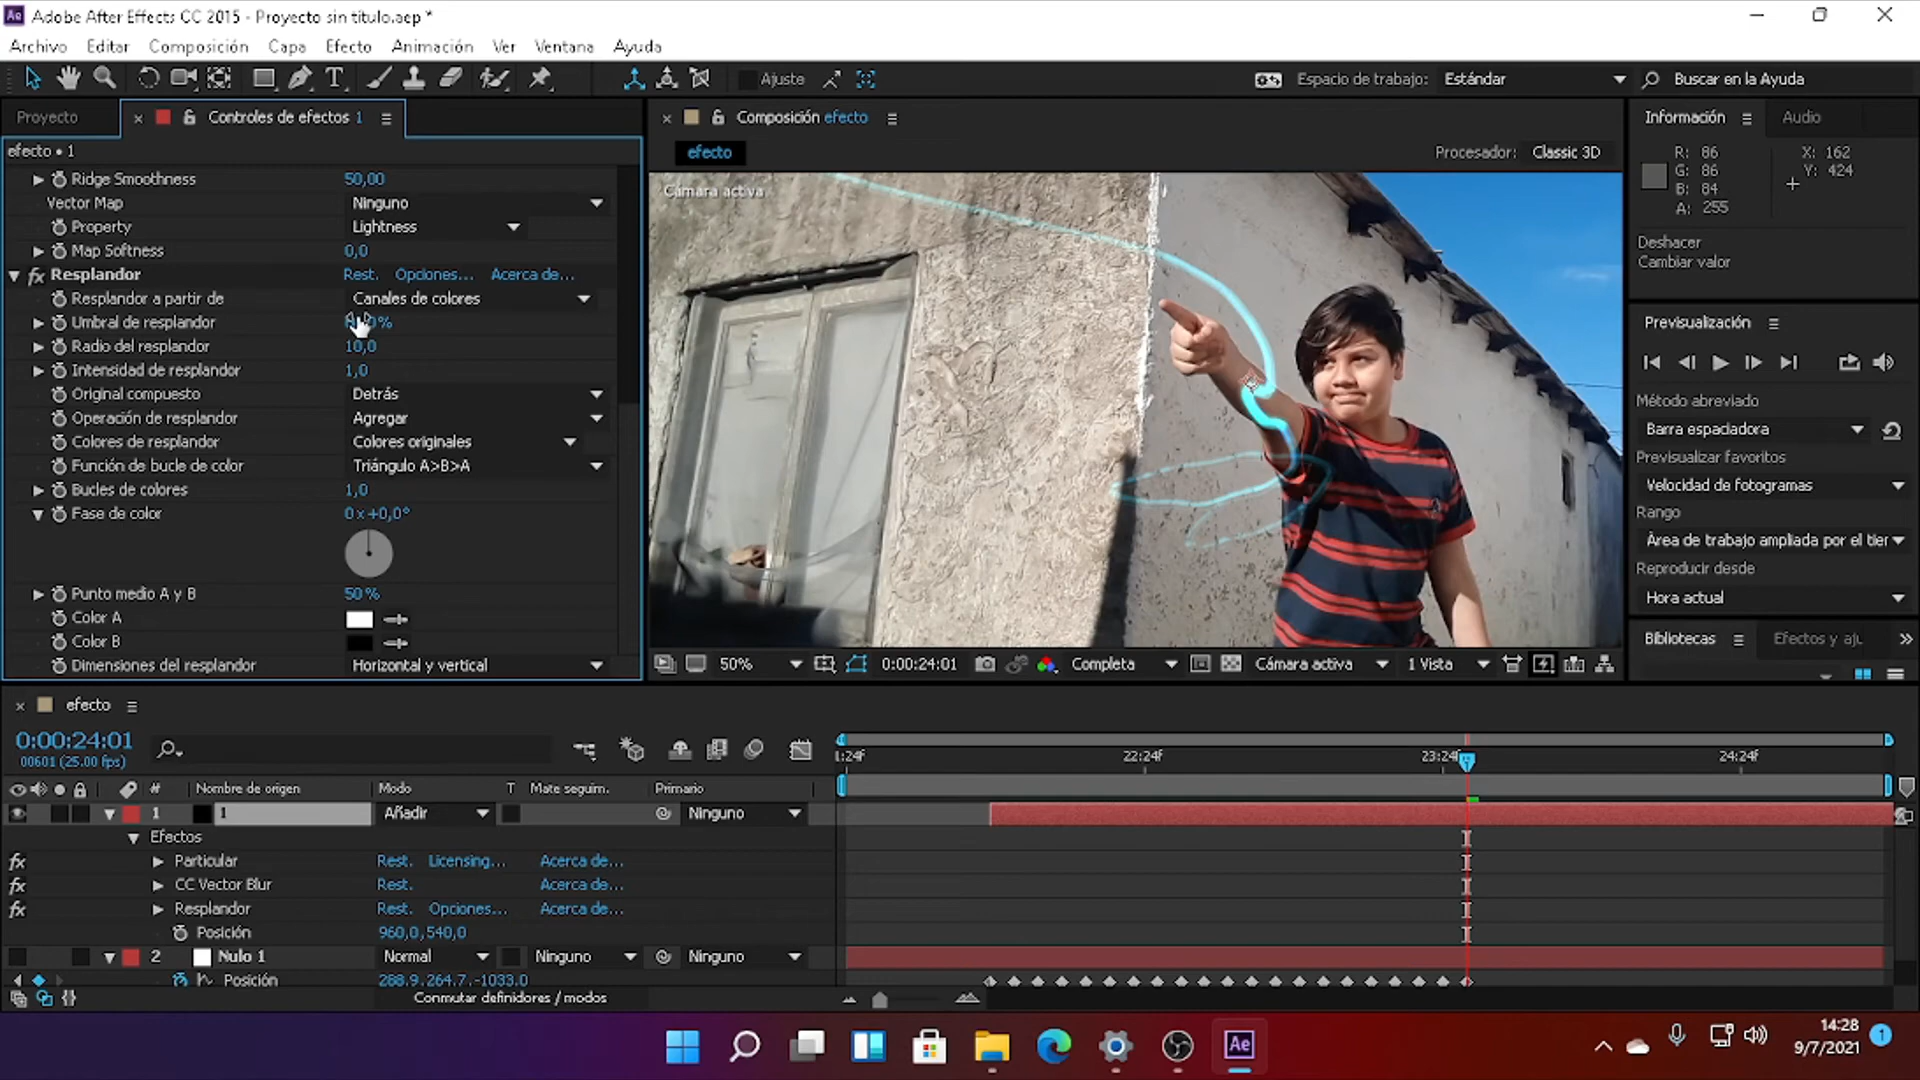 Adobe After Effects CC 2015 - Proyecto sin título.aep *
Archivo Editar Composición Capa Efecto Animación Ver Ventana Ayuda
Ajuste Espacio de trabajo: Estándar Buscar en la Ayuda
Proyecto Controles de efectos 1
Composición efecto
Información Audio
efecto • 1
efecto
Procesador: Classic 3D
R: 86 X: 162
G: 86 Y: 424
B: 84
A: 255
Ridge Smoothness 50,00
Cámara activa
Vector Map Ninguno
Property Lightness
Map Softness 0,0
Deshacer
Cambiar valor
Resplandor Rest. Opciones... Acerca de...
Resplandor a partir de Canales de colores
Umbral de resplandor
Radio del resplandor 10,0
Intensidad de resplandor 1,0
Original compuesto Detrás
Operación de resplandor Agregar
Colores de resplandor Colores originales
Función de bucle de color Triángulo A>B>A
Bucles de colores 1,0
Fase de color 0x+0,0°
Punto medio A y B 50%
Color A
Color B
Dimensiones del resplandor Horizontal y vertical
Previsualización
Método abreviado
Barra espaciadora
Previsualizar favoritos
Velocidad de fotogramas
Rango
Área de trabajo ampliada por el tier
Reproducir desde
Hora actual
Bibliotecas Efectos y aju
50% 0:00:24:01 Completa Cámara activa 1 Vista
efecto
0:00:24:01
00601 (25.00 fps)
1:24f 22:24f 23:24f 24:24f
# Nombre de origen Modo T Mate seguim. Primario
1 1 Añadir Ninguno
Efectos
fx Particular Rest. Licensing... Acerca de...
fx CC Vector Blur Rest. Acerca de...
fx Resplandor Rest. Opciones... Acerca de...
Posición 960,0,540,0
2 Nulo 1 Normal Ninguno Ninguno
Posición 288,9,264,7,-1033,0
Conmutar definidores / modos
Ae
14:28
9/7/2021
1